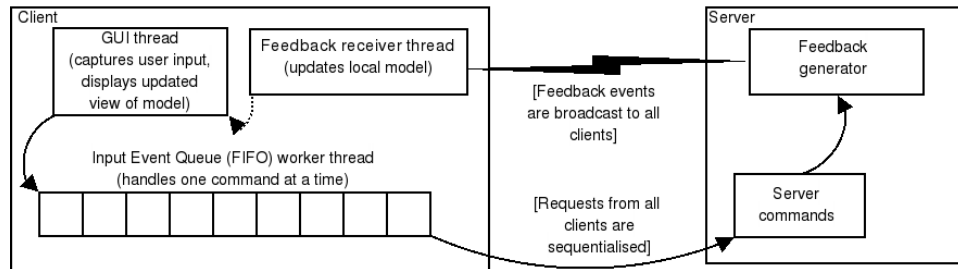 Client
GUI thread
(captures user input,
displays updated
view of model)
Feedback receiver thread
(updates local model)
Input Event Queue (FIFO) worker thread
(handles one command at a time)
[Feedback events
are broadcast to all
clients]
[Requests from all
clients are
sequentialised]
Server
Feedback
generator
Server
commands